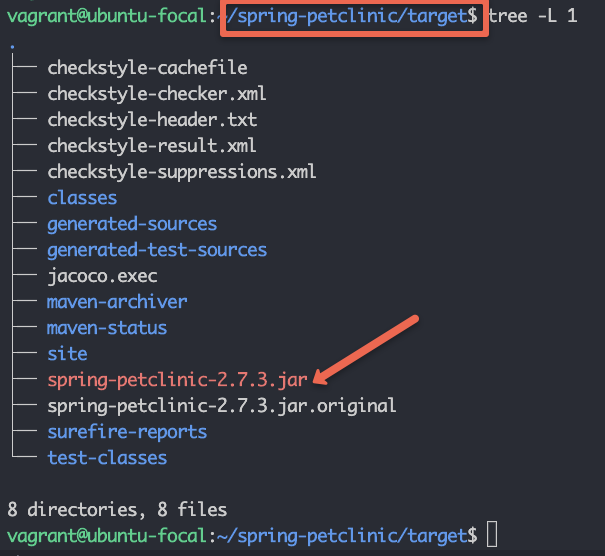 vagrant@ubuntu-focal:~/spring-petclinic/target$ tree -L 1
.
├── checkstyle-cachefile
├── checkstyle-checker.xml
├── checkstyle-header.txt
├── checkstyle-result.xml
├── checkstyle-suppressions.xml
├── classes
├── generated-sources
├── generated-test-sources
├── jacoco.exec
├── maven-archiver
├── maven-status
├── site
├── spring-petclinic-2.7.3.jar
├── spring-petclinic-2.7.3.jar.original
├── surefire-reports
└── test-classes
8 directories, 8 files
vagrant@ubuntu-focal:~/spring-petclinic/target$